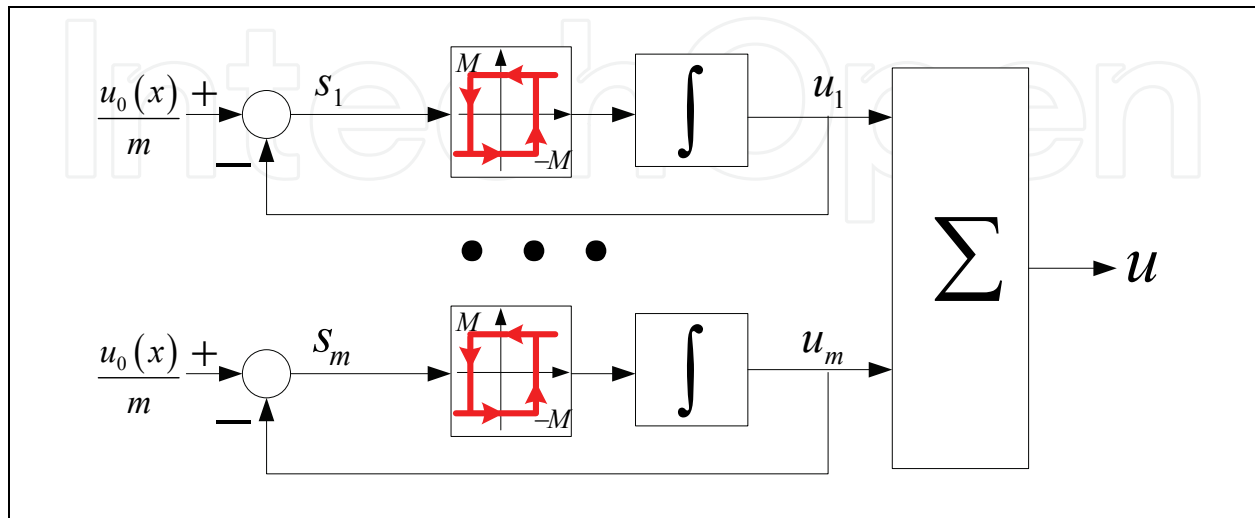 IntechOpen
u₀(x)/m + − s₁ M −M ∫ u₁
Σ u
u₀(x)/m + − sₘ M −M ∫ uₘ